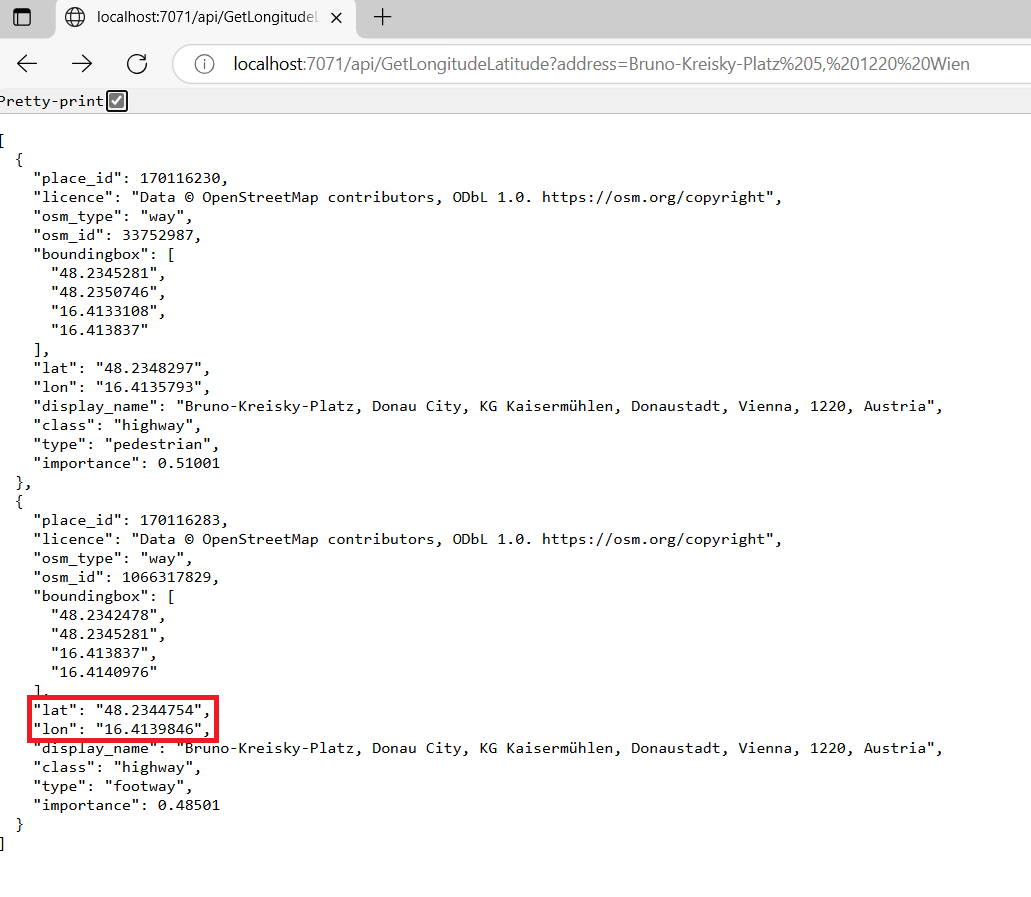 localhost:7071/api/GetLongitudeL
localhost:7071/api/GetLongitudeLatitude?address=Bruno-Kreisky-Platz%205,%201220%20Wien
Pretty-print
[
  {
    "place_id": 170116230,
    "licence": "Data © OpenStreetMap contributors, ODbL 1.0. https://osm.org/copyright",
    "osm_type": "way",
    "osm_id": 33752987,
    "boundingbox": [
      "48.2345281",
      "48.2350746",
      "16.4133108",
      "16.413837"
    ],
    "lat": "48.2348297",
    "lon": "16.4135793",
    "display_name": "Bruno-Kreisky-Platz, Donau City, KG Kaisermühlen, Donaustadt, Vienna, 1220, Austria",
    "class": "highway",
    "type": "pedestrian",
    "importance": 0.51001
  },
  {
    "place_id": 170116283,
    "licence": "Data © OpenStreetMap contributors, ODbL 1.0. https://osm.org/copyright",
    "osm_type": "way",
    "osm_id": 1066317829,
    "boundingbox": [
      "48.2342478",
      "48.2345281",
      "16.413837",
      "16.4140976"
    ],
    "lat": "48.2344754",
    "lon": "16.4139846",
    "display_name": "Bruno-Kreisky-Platz, Donau City, KG Kaisermühlen, Donaustadt, Vienna, 1220, Austria",
    "class": "highway",
    "type": "footway",
    "importance": 0.48501
  }
]